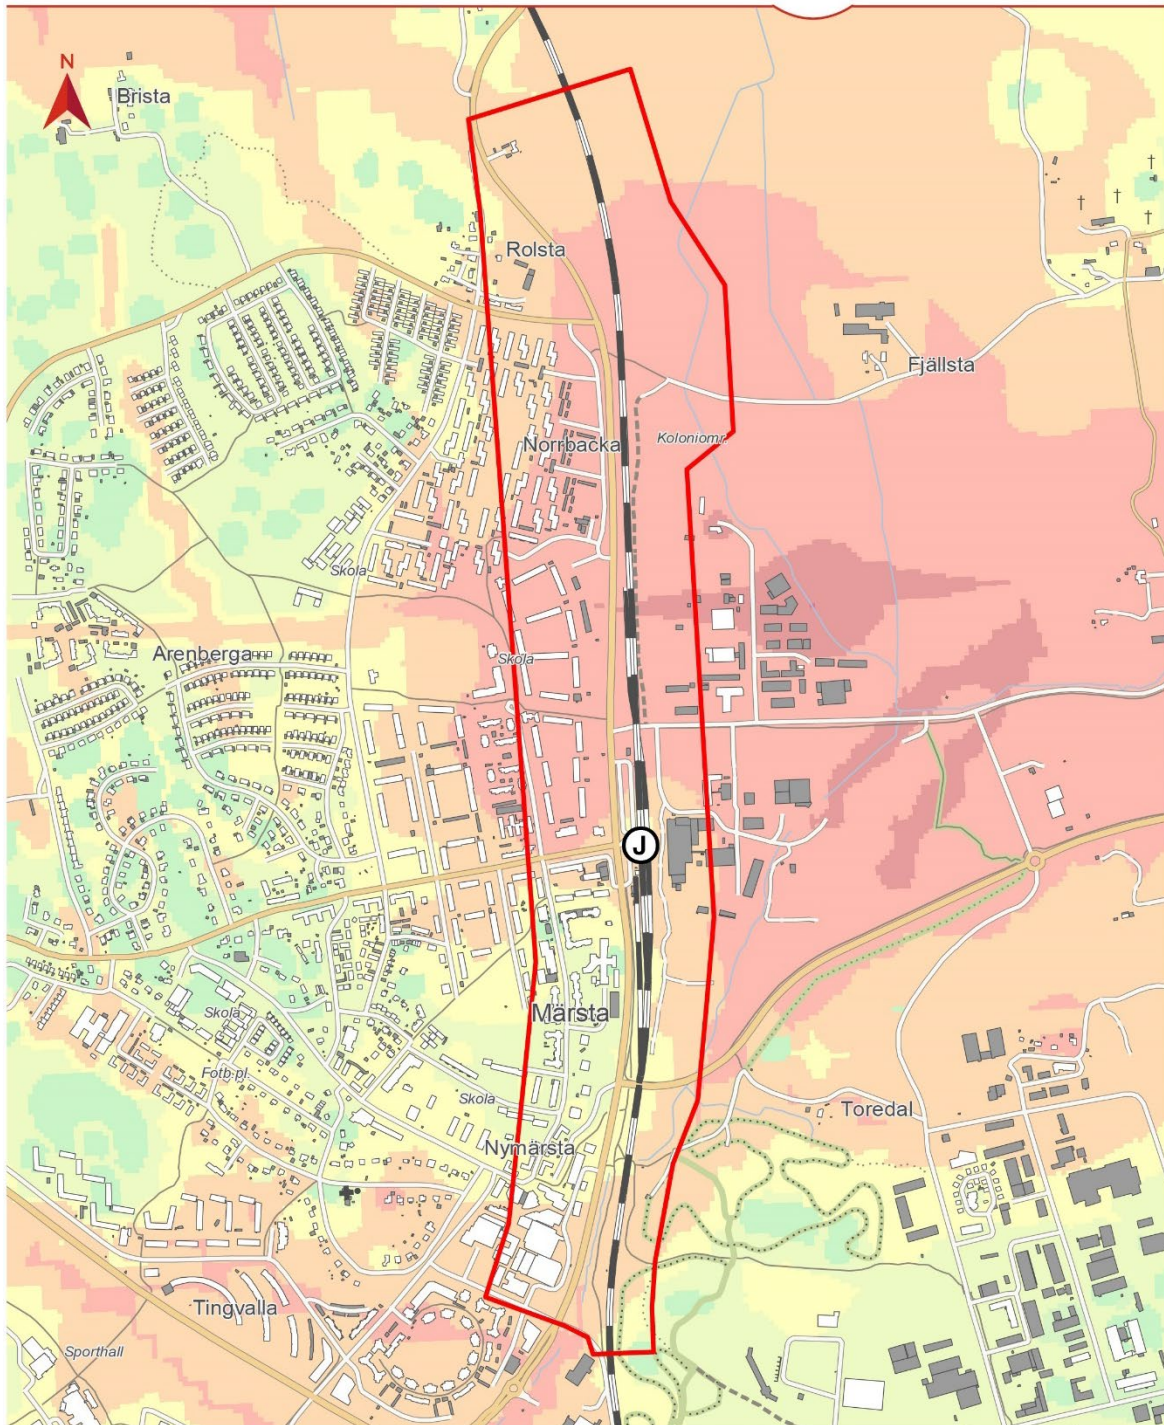 N
Brista
Rolsta
Fjällsta
Norrbacka
Koloniomr
Skola
Skola
Arenberga
J
Märsta
Skola
Fotb.pl.
Skola
Toredal
Nymärsta
Tingvalla
Sporthall